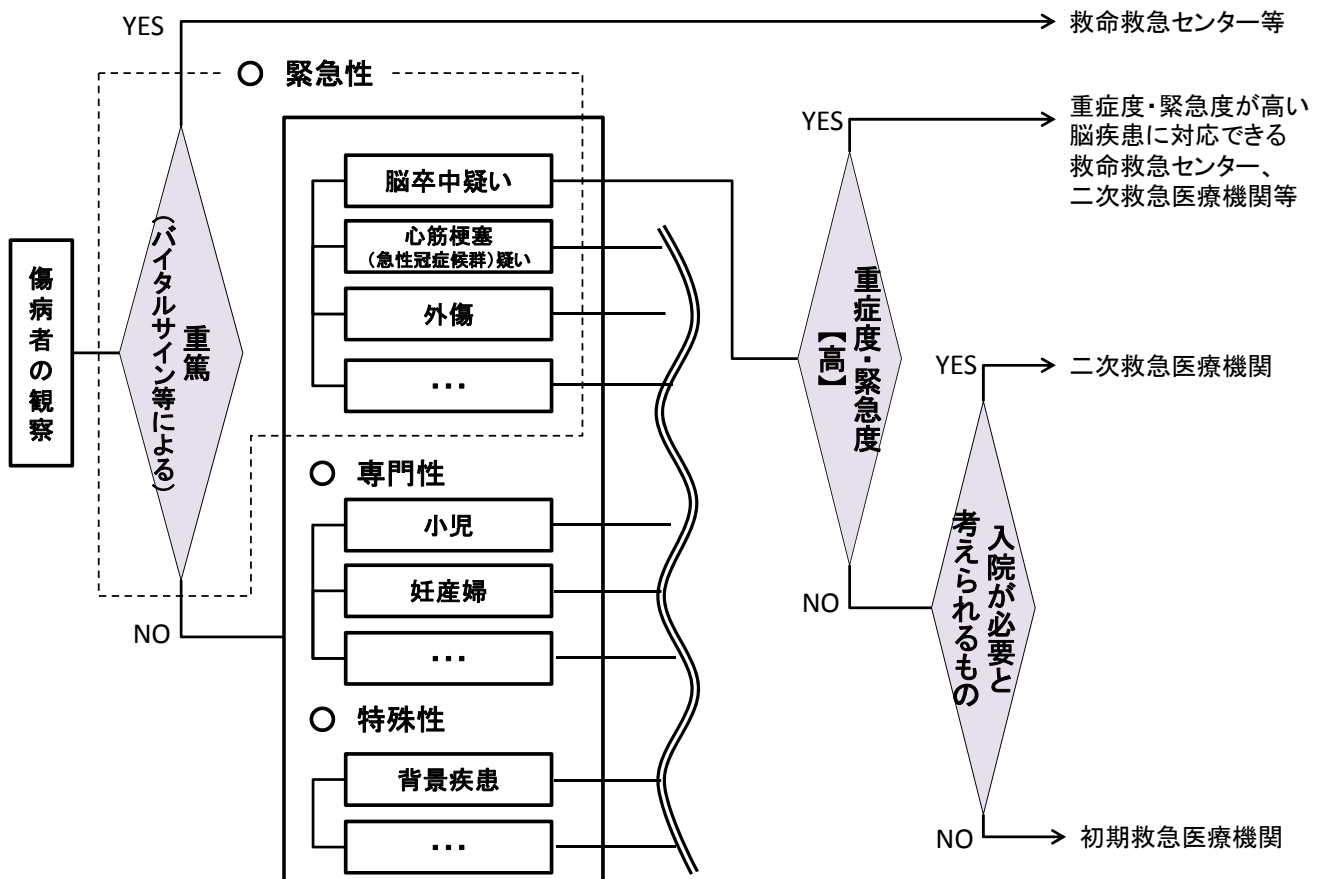 YES
救命救急センター等
○ 緊急性
YES
重症度・緊急度が高い
脳疾患に対応できる
救命救急センター、
二次救急医療機関等
脳卒中疑い
心筋梗塞
(急性冠症候群)疑い
外傷
・・・
傷病者の観察
重篤
(バイタルサイン等による)
重症度・緊急度
【高】
YES
二次救急医療機関
○ 専門性
小児
妊産婦
・・・
NO
NO
入院が必要と
考えられるもの
○ 特殊性
背景疾患
・・・
NO
初期救急医療機関